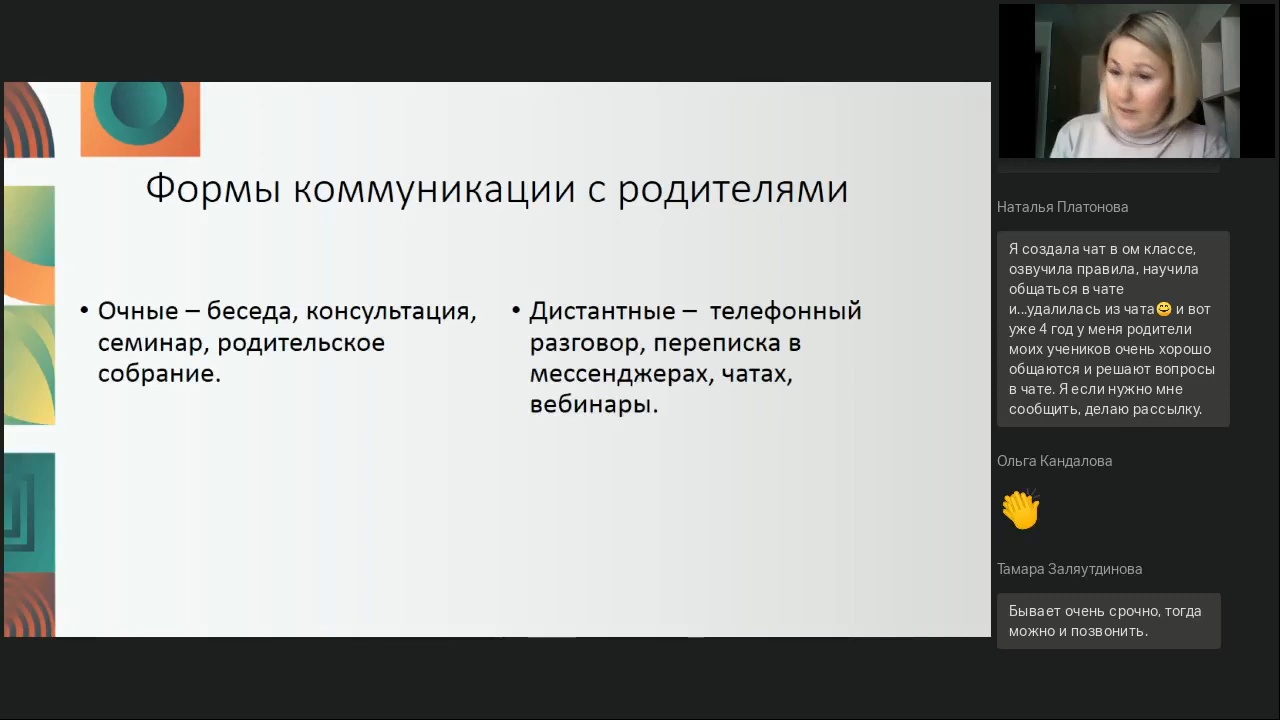 Формы коммуникации с родителями
• Очные – беседа, консультация,
семинар, родительское
собрание.
• Дистантные – телефонный
разговор, переписка в
мессенджерах, чатах,
вебинары.
Наталья Платонова
Я создала чат в ом классе,
озвучила правила, научила
общаться в чате
и...удалилась из чата😄 и вот
уже 4 год у меня родители
моих учеников очень хорошо
общаются и решают вопросы
в чате. Я если нужно мне
сообщить, делаю рассылку.
Ольга Кандалова
👏
Тамара Заляутдинова
Бывает очень срочно, тогда
можно и позвонить.